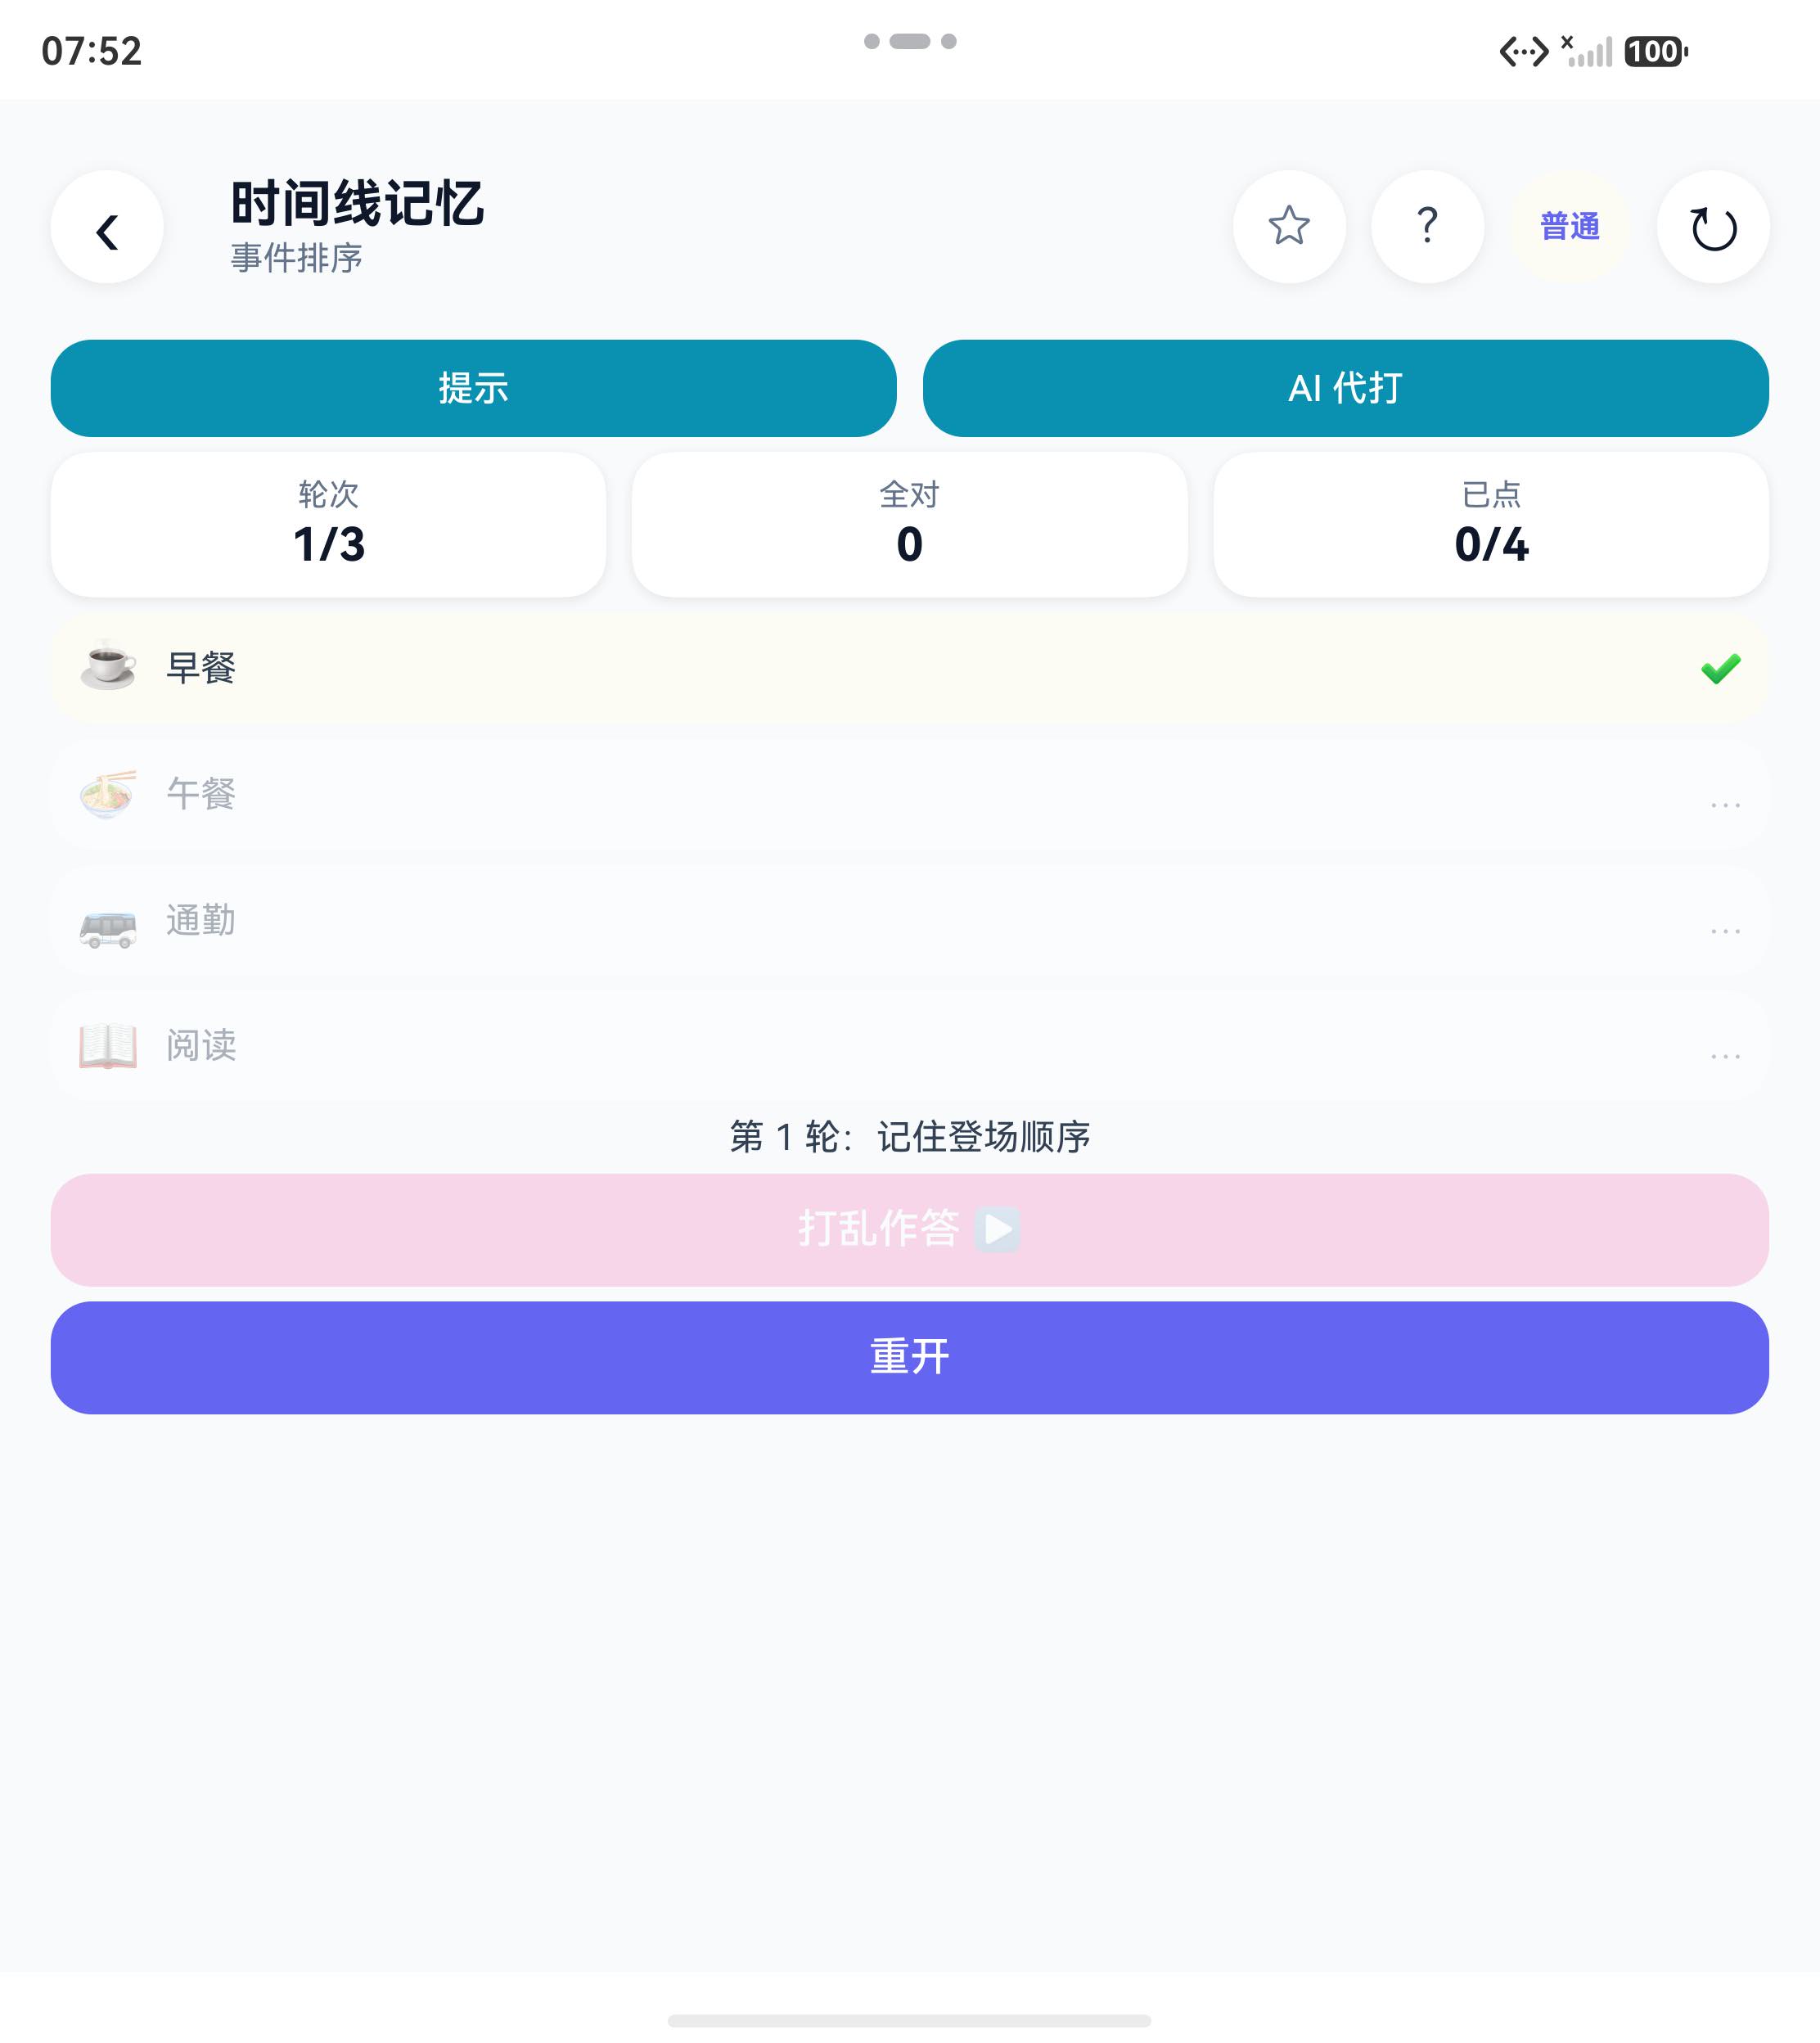 07:52
100
时间线记忆
事件排序
?
普通
提示
AI 代打
轮次
1/3
全对
0
已点
0/4
早餐
午餐
...
通勤
...
阅读
...
第 1 轮：记住登场顺序
打乱作答
重开